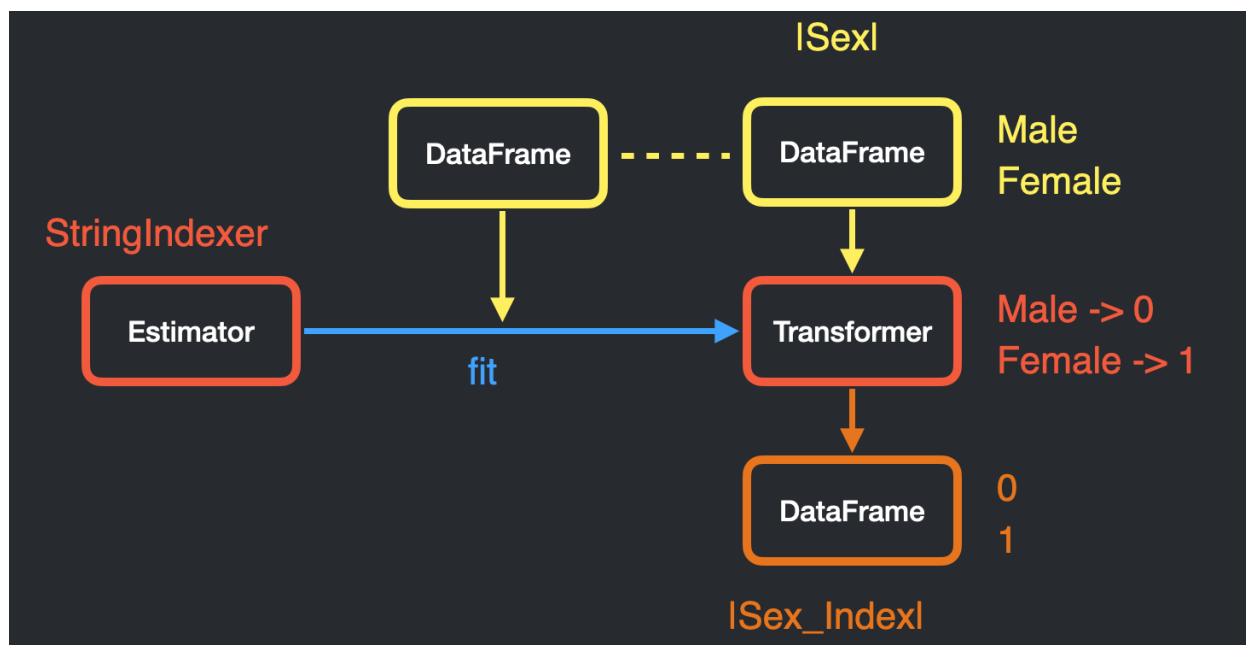 |Sex|
DataFrame
DataFrame
Male
Female
StringIndexer
Estimator
fit
Transformer
Male -> 0
Female -> 1
DataFrame
0
1
|Sex_Index|